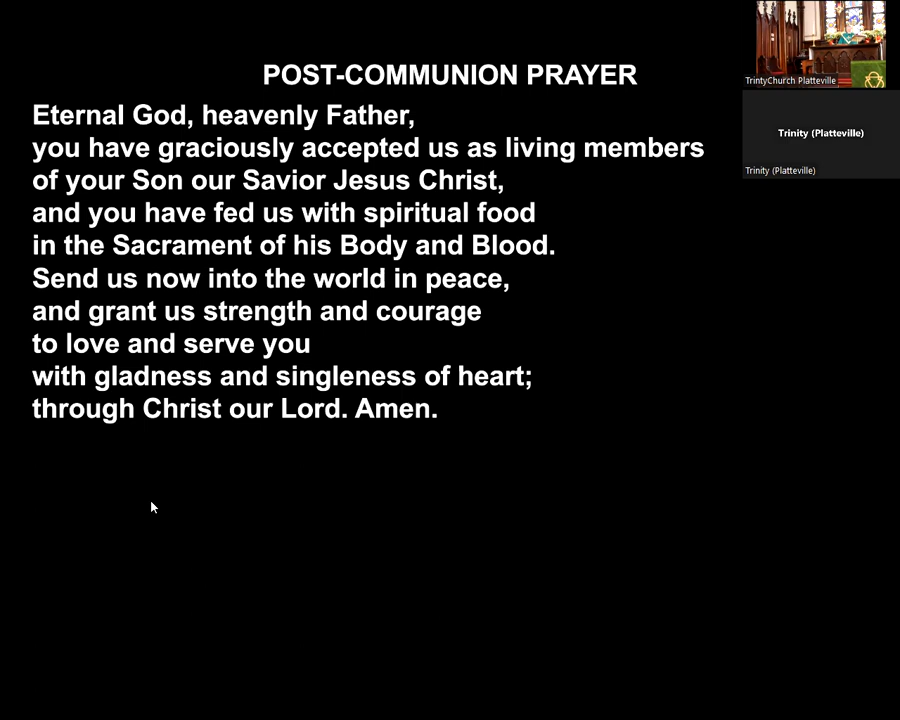 POST-COMMUNION PRAYER
Eternal God, heavenly Father,
you have graciously accepted us as living members
of your Son our Savior Jesus Christ,
and you have fed us with spiritual food
in the Sacrament of his Body and Blood.
Send us now into the world in peace,
and grant us strength and courage
to love and serve you
with gladness and singleness of heart;
through Christ our Lord. Amen.
TrintyChurch Platteville
Trinity (Platteville)
Trinity (Platteville)